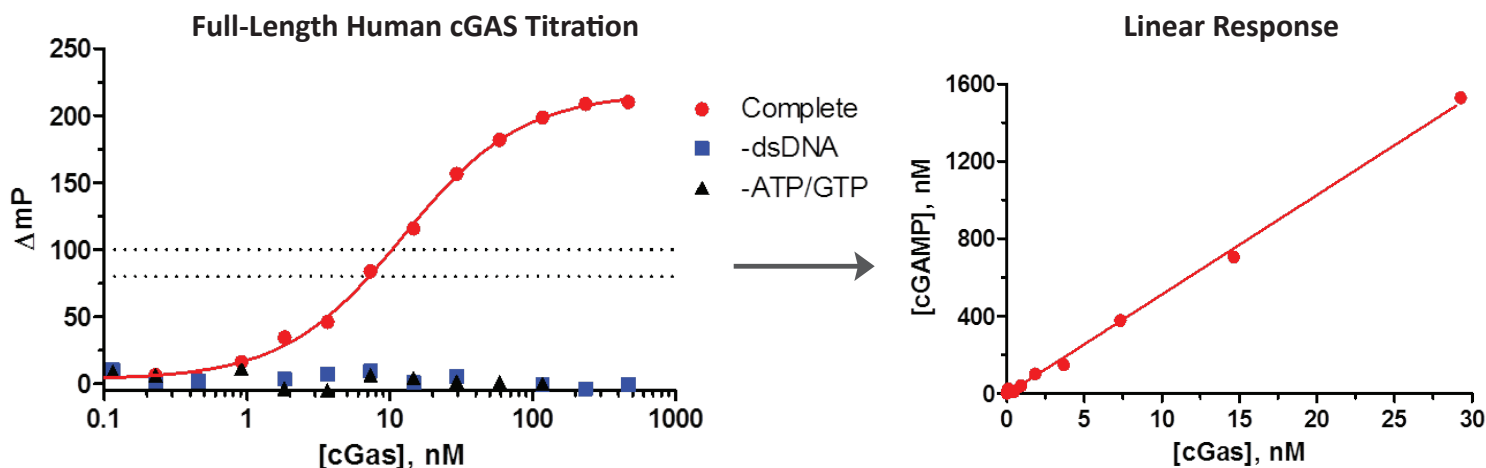 Full-Length Human cGAS Titration
250
200
150
100
50
0
ΔmP
0.1
1
10
100
1000
[cGas], nM
Complete
-dsDNA
-ATP/GTP
Linear Response
1600
1200
800
400
0
[cGAMP], nM
0
5
10
15
20
25
30
[cGas], nM